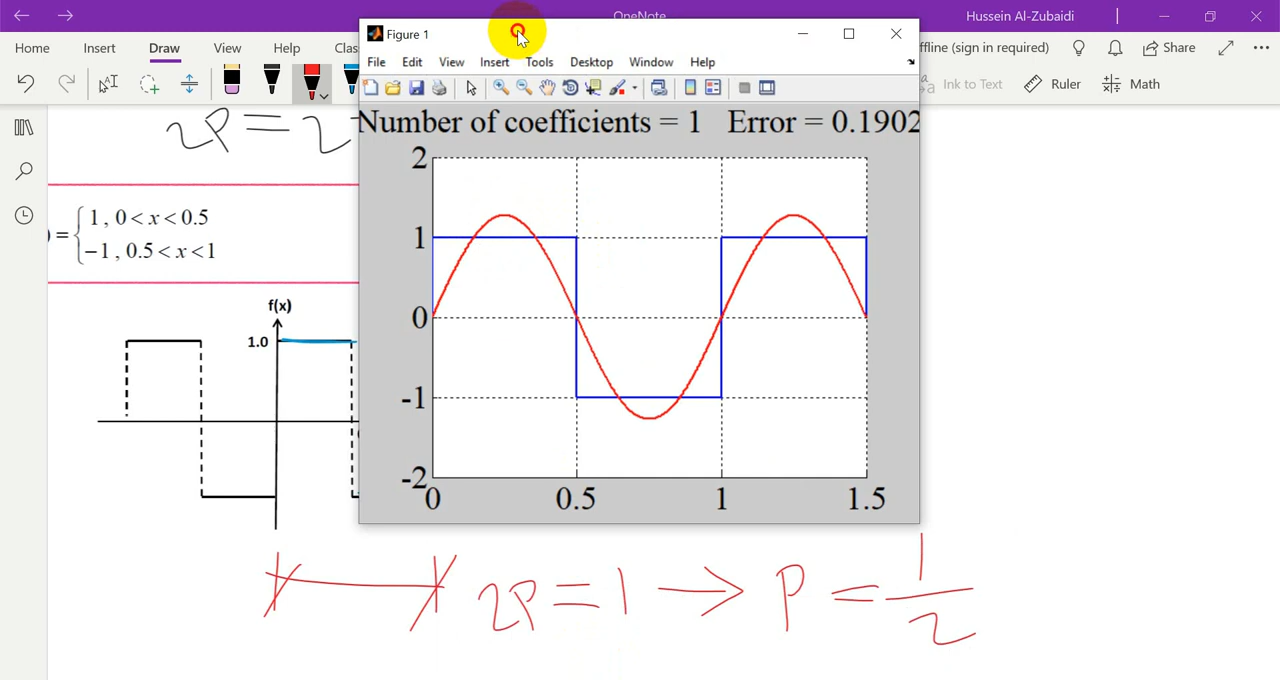 OneNote
Hussein Al-Zubaidi
Home Insert Draw View Help Clas
ffline (sign in required) Share
Ink to Text Ruler Math
2P = 2
) = { 1 , 0 < x < 0.5
−1 , 0.5 < x < 1
f(x)
1.0
Figure 1
File Edit View Insert Tools Desktop Window Help
Number of coefficients = 1 Error = 0.1902
2
1
0
-1
-2
0 0.5 1 1.5
2P = 1 → P = 1/2